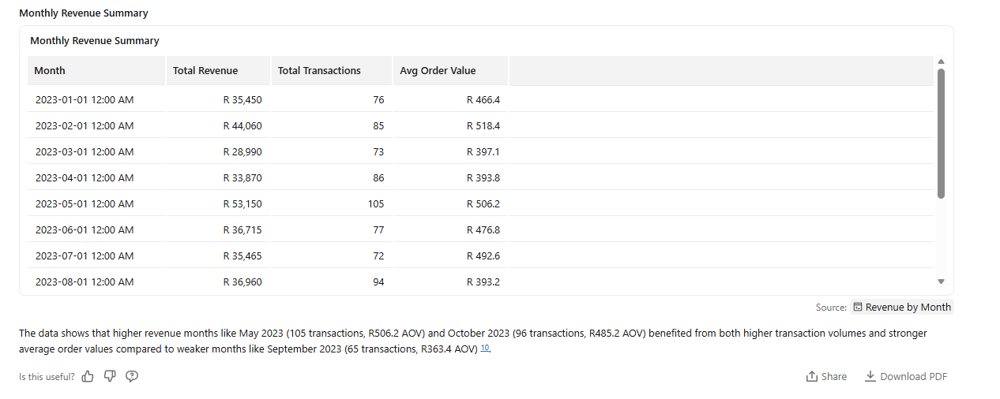 Monthly Revenue Summary
Monthly Revenue Summary
Month Total Revenue Total Transactions Avg Order Value
2023-01-01 12:00 AM R 35,450 76 R 466.4
2023-02-01 12:00 AM R 44,060 85 R 518.4
2023-03-01 12:00 AM R 28,990 73 R 397.1
2023-04-01 12:00 AM R 33,870 86 R 393.8
2023-05-01 12:00 AM R 53,150 105 R 506.2
2023-06-01 12:00 AM R 36,715 77 R 476.8
2023-07-01 12:00 AM R 35,465 72 R 492.6
2023-08-01 12:00 AM R 36,960 94 R 393.2
Source: Revenue by Month
The data shows that higher revenue months like May 2023 (105 transactions, R506.2 AOV) and October 2023 (96 transactions, R485.2 AOV) benefited from both higher transaction volumes and stronger
average order values compared to weaker months like September 2023 (65 transactions, R363.4 AOV) 10.
Is this useful? Share Download PDF